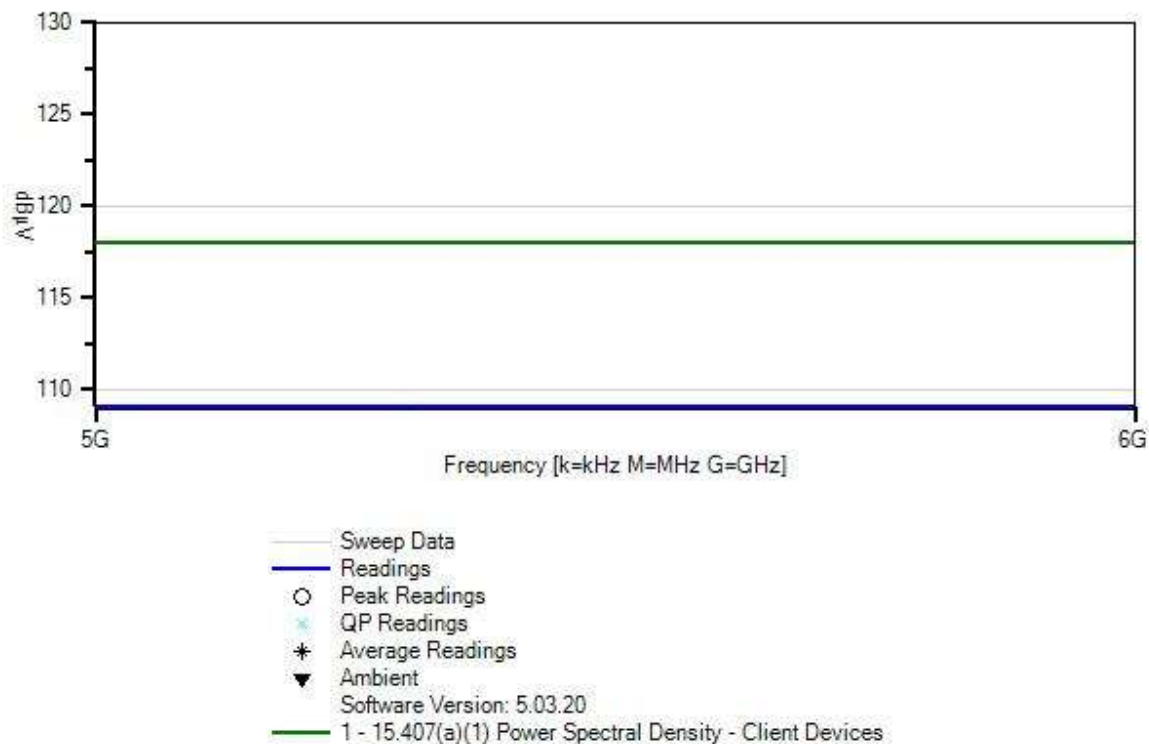 130
125
120
115
110
dBµV
5G
6G
Frequency [k=kHz M=MHz G=GHz]
Sweep Data
Readings
Peak Readings
QP Readings
Average Readings
Ambient
Software Version: 5.03.20
1 - 15.407(a)(1) Power Spectral Density - Client Devices